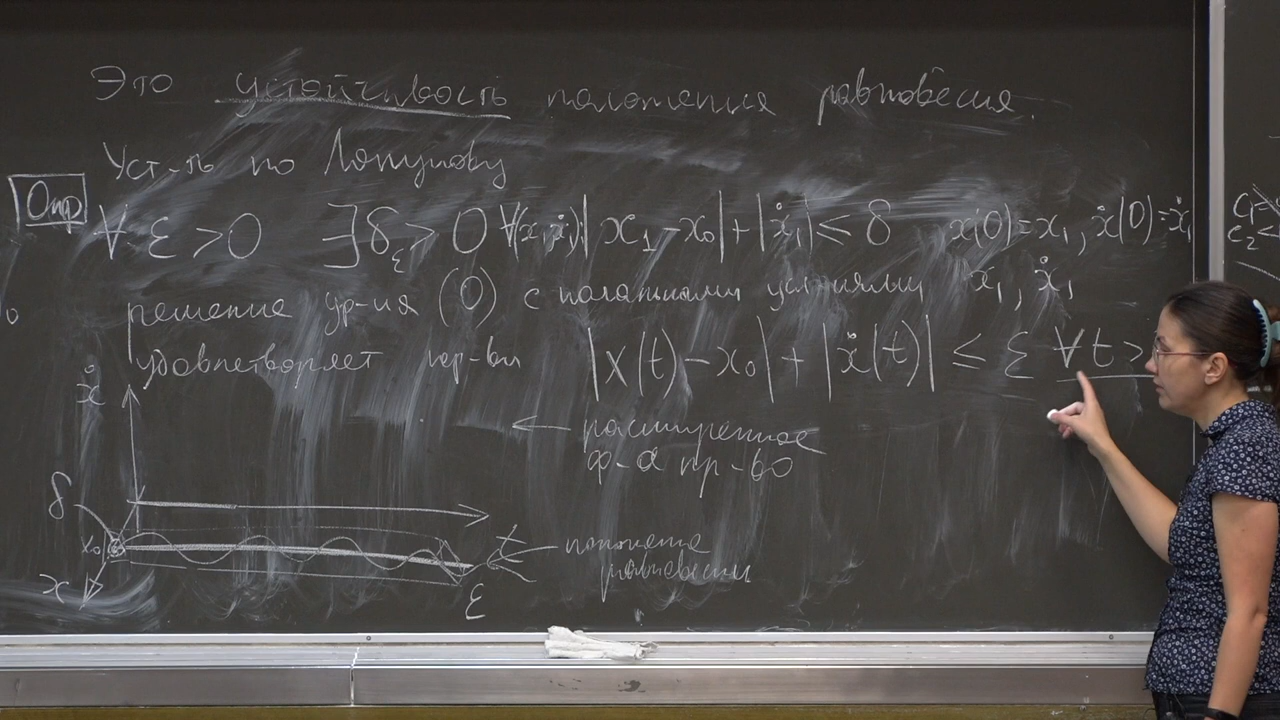 Это устойчивость положения равновесия.
Уст-ть по Ляпунову
Опр
∀ ε > 0 ∃ δ_ε > 0 ∀(x₁,ẋ₁): |x₁ - x₀| + |ẋ₁| ≤ δ x(0) = x₁, ẋ(0) = ẋ₁
решение ур-ия (0) с начальными усл-иями x₁, ẋ₁
удовлетворяет нер-ву |x(t) - x₀| + |ẋ(t)| ≤ ε ∀ t >
ẋ
← расширенное
ф-е пр-во
δ
x₀
t
← положение
равновесия
x
ε